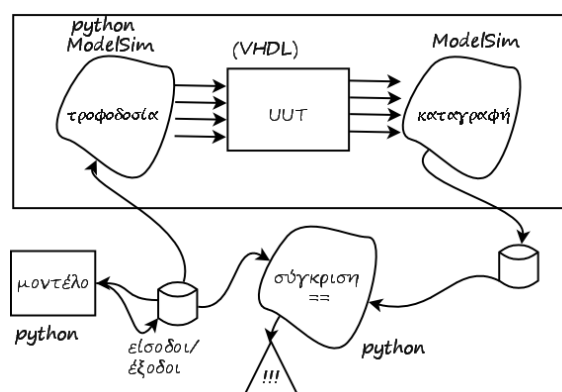 python
ModelSim
(VHDL)
ModelSim
τροφοδοσία
UUT
καταγραφή
μοντέλο
σύγκριση
==
python
είσοδοι/
έξοδοι
python
!!!